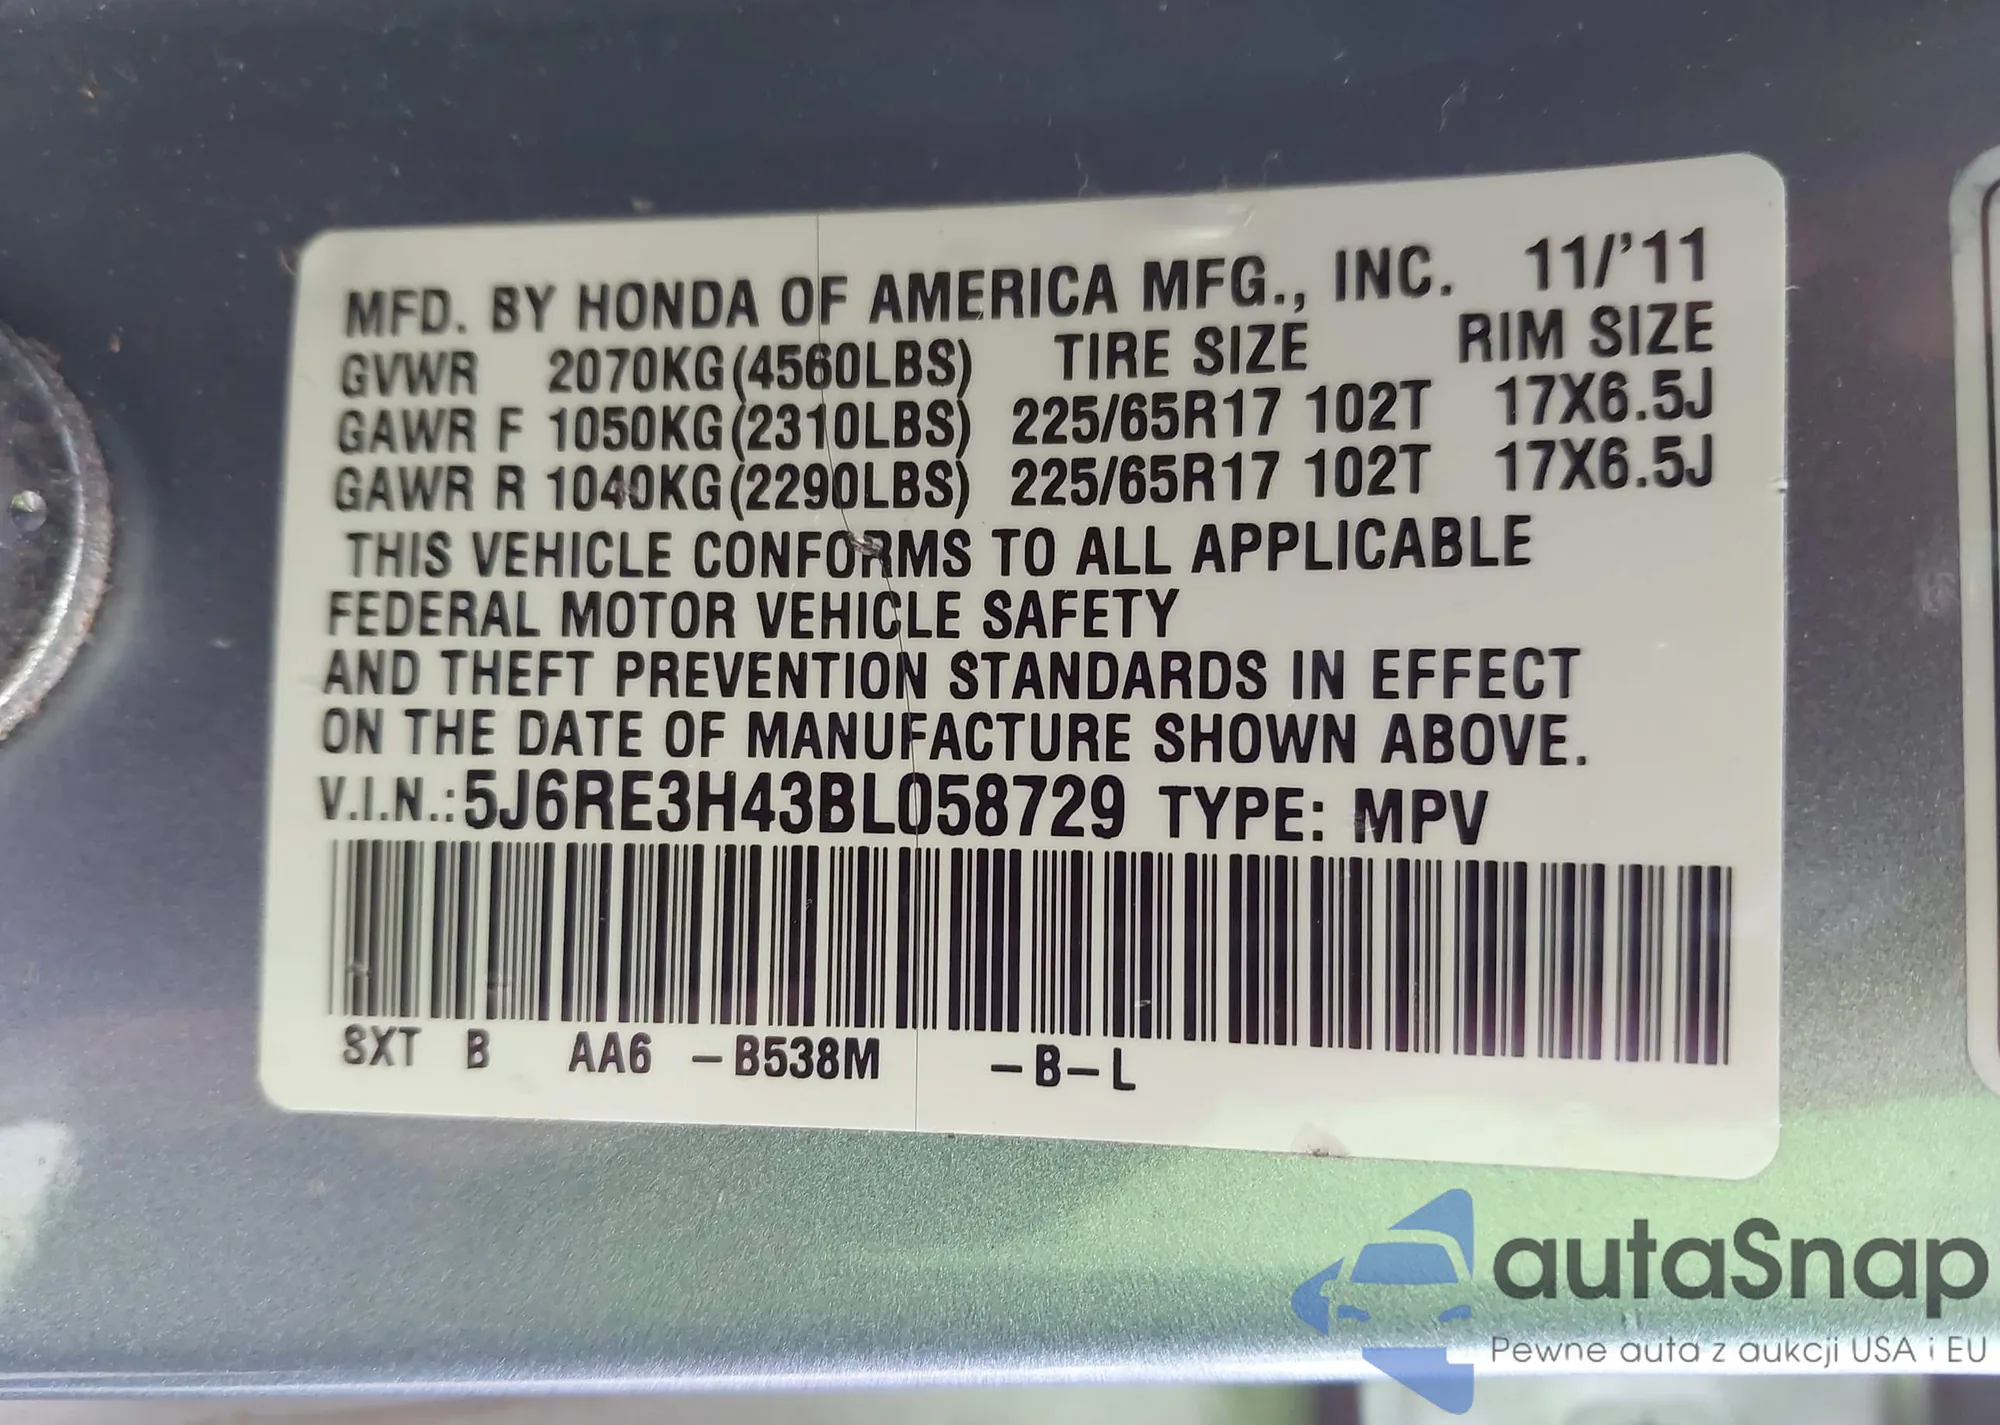 MFD. BY HONDA OF AMERICA MFG., INC. 11/'11
GVWR 2070KG(4560LBS) TIRE SIZE RIM SIZE
GAWR F 1050KG(2310LBS) 225/65R17 102T 17X6.5J
GAWR R 1040KG(2290LBS) 225/65R17 102T 17X6.5J
THIS VEHICLE CONFORMS TO ALL APPLICABLE
FEDERAL MOTOR VEHICLE SAFETY
AND THEFT PREVENTION STANDARDS IN EFFECT
ON THE DATE OF MANUFACTURE SHOWN ABOVE.
V.I.N.:5J6RE3H43BL058729 TYPE: MPV
SXT B AA6 -B538M -B-L
autaSnap
Pewne auta z aukcji USA i EU